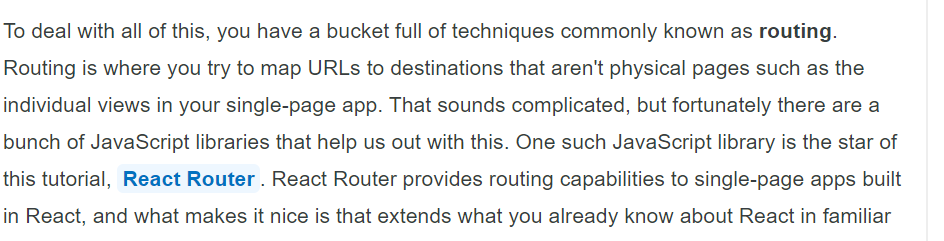 To deal with all of this, you have a bucket full of techniques commonly known as routing.
Routing is where you try to map URLs to destinations that aren't physical pages such as the
individual views in your single-page app. That sounds complicated, but fortunately there are a
bunch of JavaScript libraries that help us out with this. One such JavaScript library is the star of
this tutorial, React Router. React Router provides routing capabilities to single-page apps built
in React, and what makes it nice is that extends what you already know about React in familiar